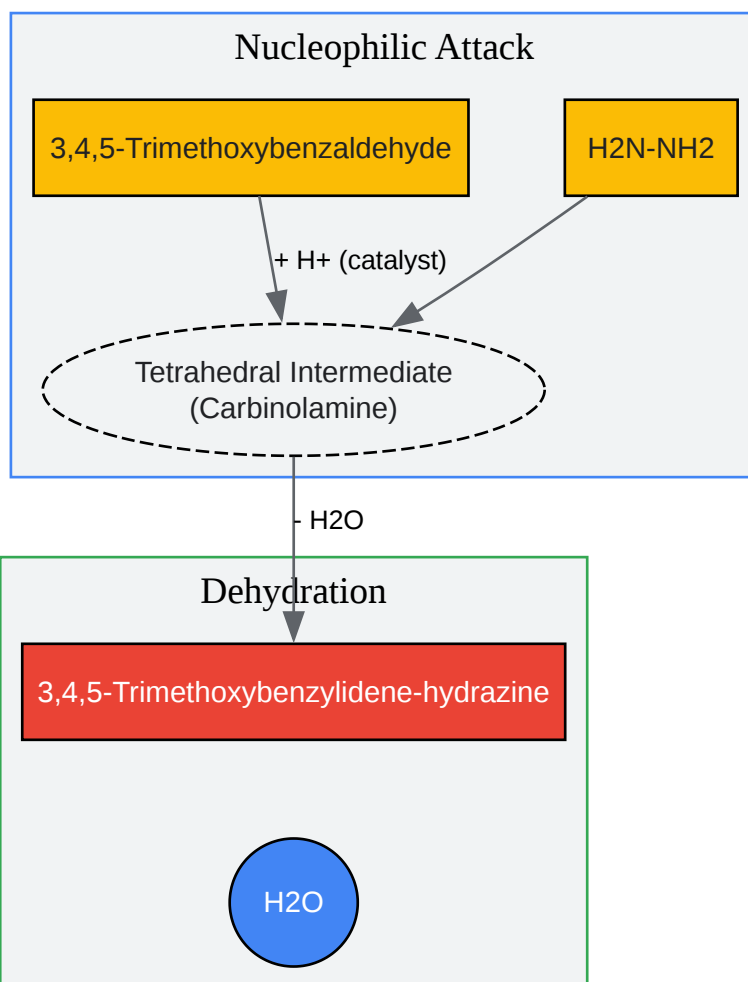 Nucleophilic Attack
3,4,5-Trimethoxybenzaldehyde
H2N-NH2
+ H+ (catalyst)
Tetrahedral Intermediate
(Carbinolamine)
- H2O
Dehydration
3,4,5-Trimethoxybenzylidene-hydrazine
H2O